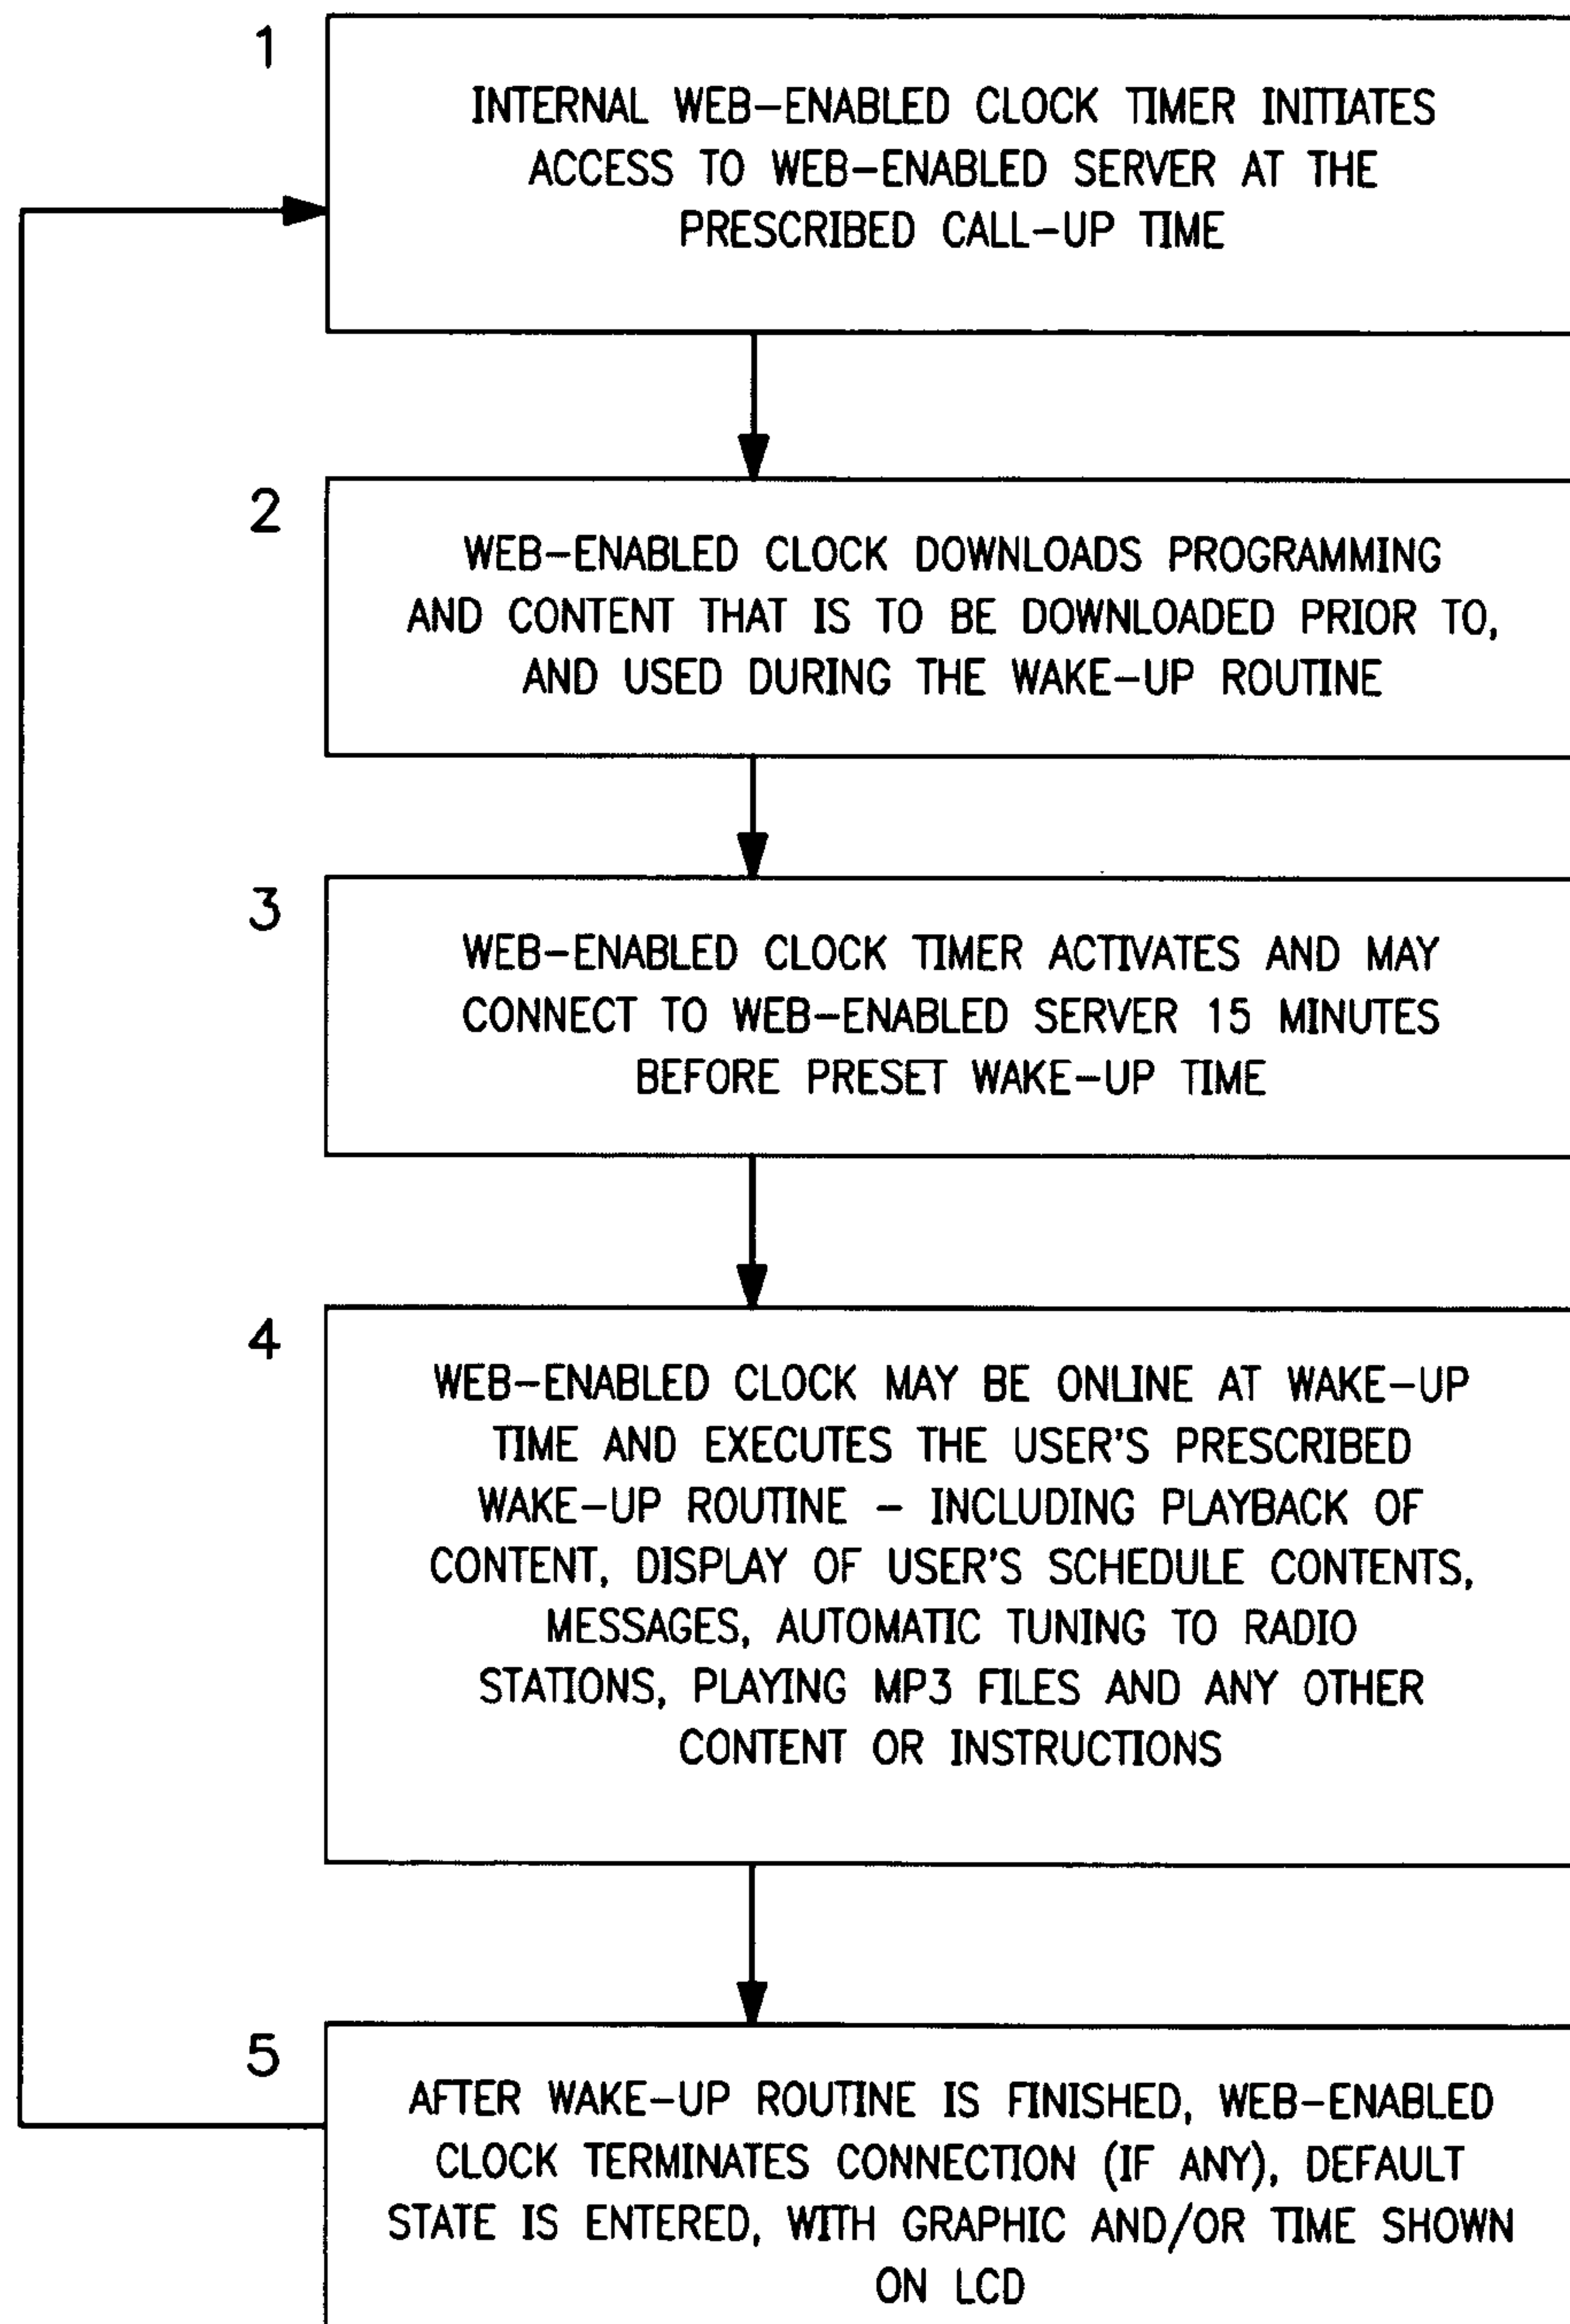 1
INTERNAL WEB-ENABLED CLOCK TIMER INITIATES
ACCESS TO WEB-ENABLED SERVER AT THE
PRESCRIBED CALL-UP TIME
2
WEB-ENABLED CLOCK DOWNLOADS PROGRAMMING
AND CONTENT THAT IS TO BE DOWNLOADED PRIOR TO,
AND USED DURING THE WAKE-UP ROUTINE
3
WEB-ENABLED CLOCK TIMER ACTIVATES AND MAY
CONNECT TO WEB-ENABLED SERVER 15 MINUTES
BEFORE PRESET WAKE-UP TIME
4
WEB-ENABLED CLOCK MAY BE ONLINE AT WAKE-UP
TIME AND EXECUTES THE USER'S PRESCRIBED
WAKE-UP ROUTINE – INCLUDING PLAYBACK OF
CONTENT, DISPLAY OF USER'S SCHEDULE CONTENTS,
MESSAGES, AUTOMATIC TUNING TO RADIO
STATIONS, PLAYING MP3 FILES AND ANY OTHER
CONTENT OR INSTRUCTIONS
5
AFTER WAKE-UP ROUTINE IS FINISHED, WEB-ENABLED
CLOCK TERMINATES CONNECTION (IF ANY), DEFAULT
STATE IS ENTERED, WITH GRAPHIC AND/OR TIME SHOWN
ON LCD